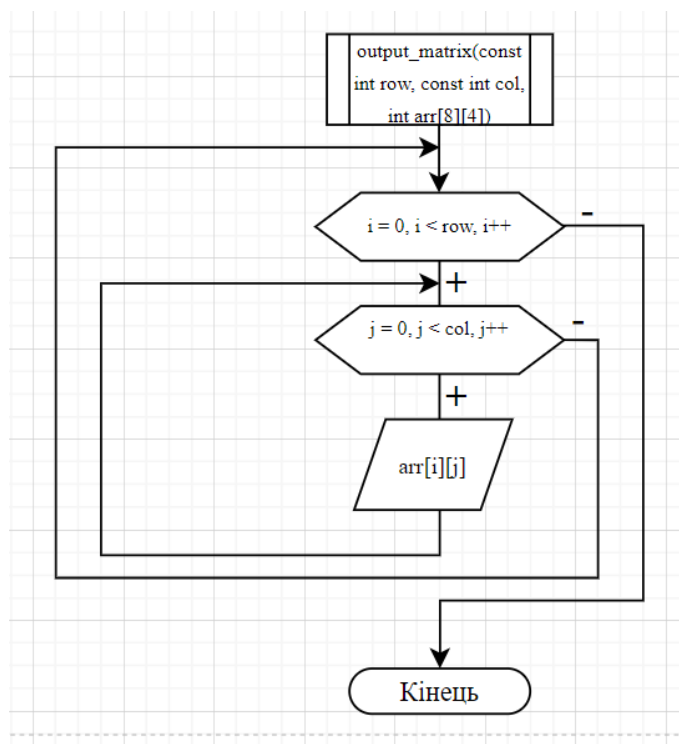 output_matrix(const
int row, const int col,
int arr[8][4])
i = 0, i < row, i++
-
+
j = 0, j < col, j++
-
+
arr[i][j]
Кінець